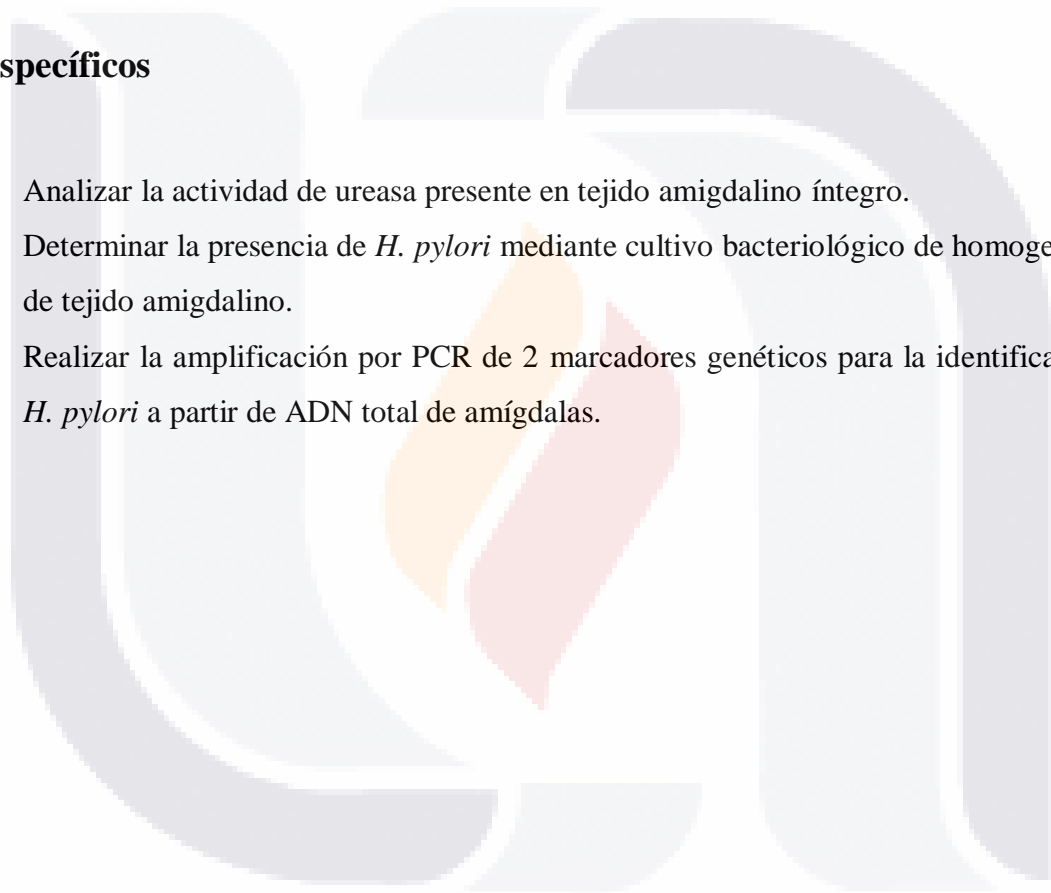 specíficos
Analizar la actividad de ureasa presente en tejido amigdalino íntegro.
Determinar la presencia de H. pylori mediante cultivo bacteriológico de homoge
de tejido amigdalino.
Realizar la amplificación por PCR de 2 marcadores genéticos para la identifica
H. pylori a partir de ADN total de amígdalas.